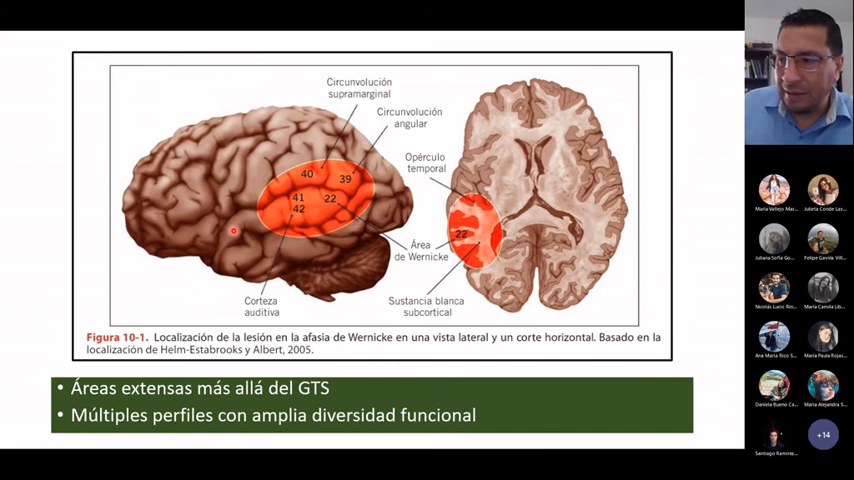 Circunvolución
supramarginal
Circunvolución
angular
Opérculo
temporal
40
39
41
22
42
22
Área
de Wernicke
Corteza
auditiva
Sustancia blanca
subcortical
Figura 10-1. Localización de la lesión en la afasia de Wernicke en una vista lateral y un corte horizontal. Basado en la
localización de Helm-Estabrooks y Albert, 2005.
• Áreas extensas más allá del GTS
• Múltiples perfiles con amplia diversidad funcional
María Vallejo Mar...
Julieta Conde Lav...
Juliana Sofía Go...
Felipe Gaviria Vill...
Nicolás Lucio Rin...
María Camila Lib...
Ana María Rico S...
María Paula Rojas...
Daniela Bueno Ca...
María Alejandra S...
Santiago Ramírez...
+14